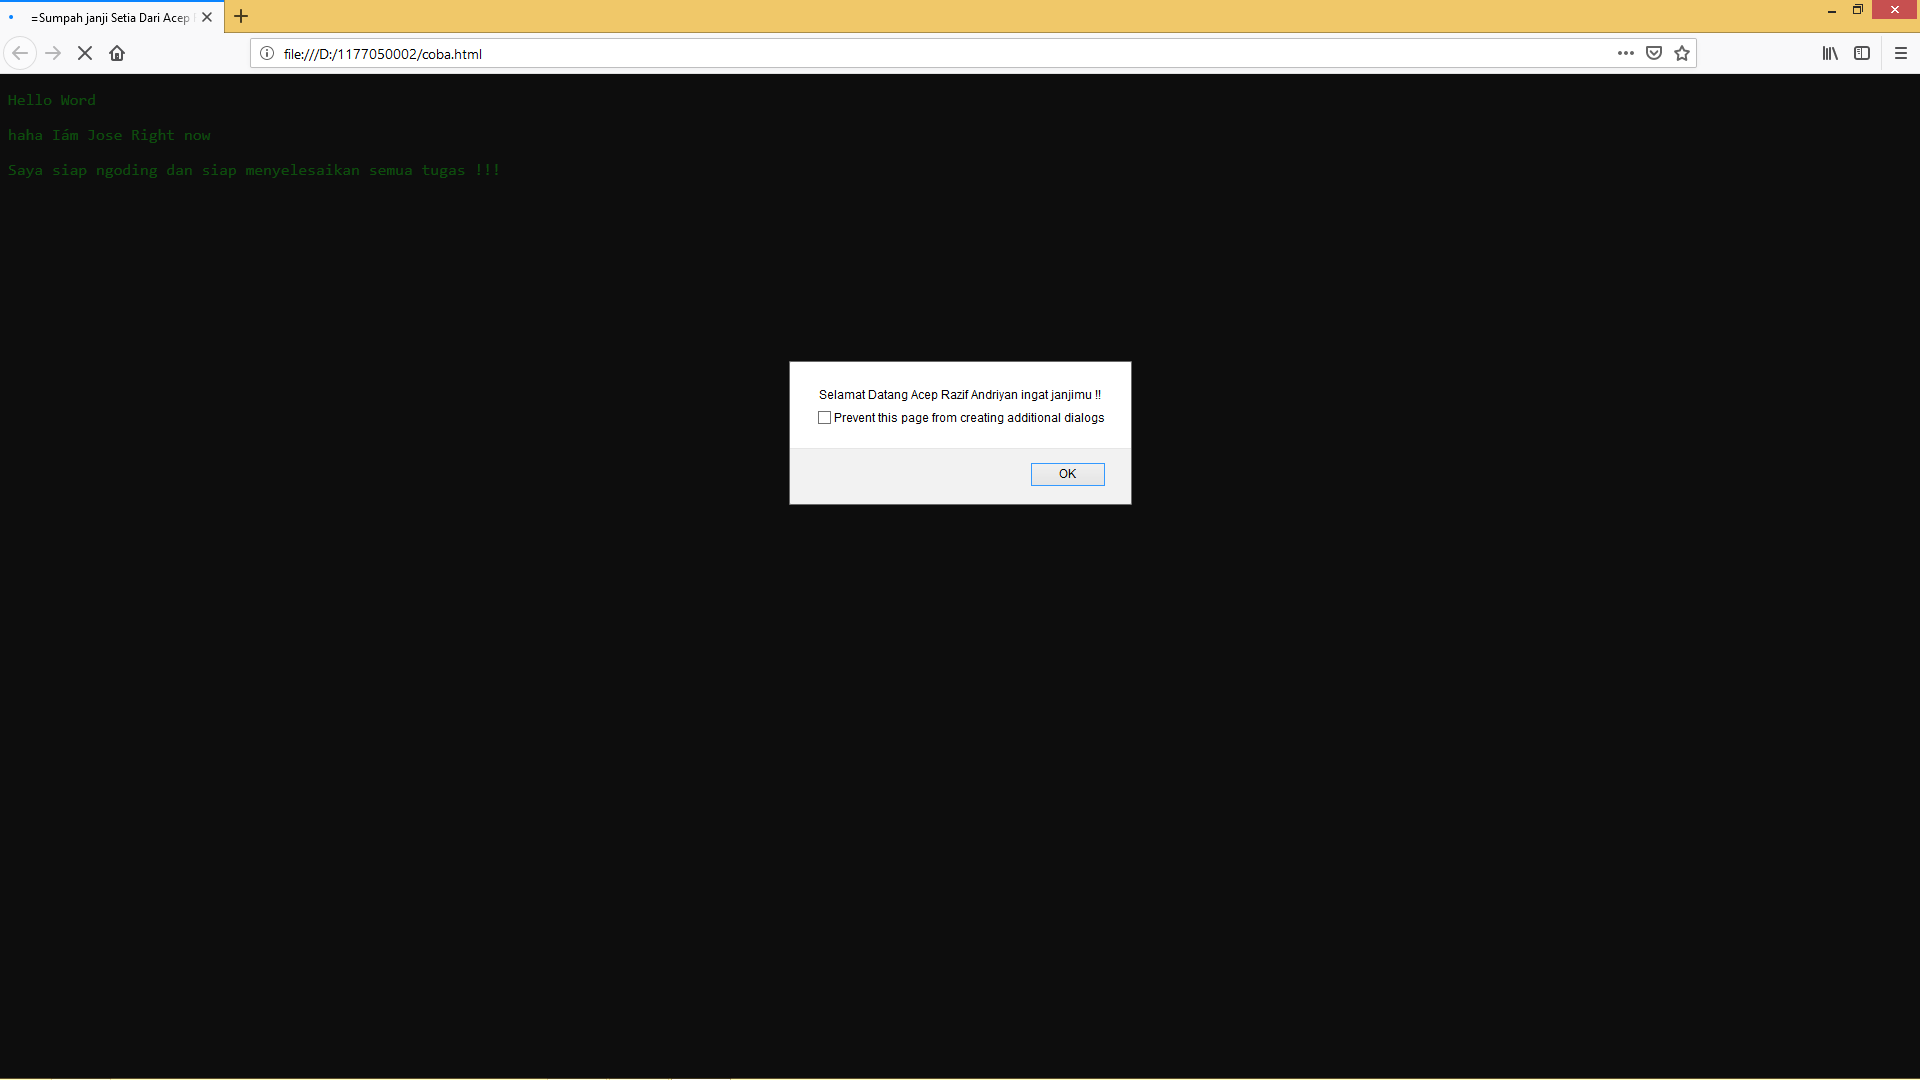 =Sumpah janji Setia Dari Acep
file:///D:/1177050002/coba.html
Hello Word
haha Iám Jose Right now
Saya siap ngoding dan siap menyelesaikan semua tugas !!!
Selamat Datang Acep Razif Andriyan ingat janjimu !!
Prevent this page from creating additional dialogs
OK